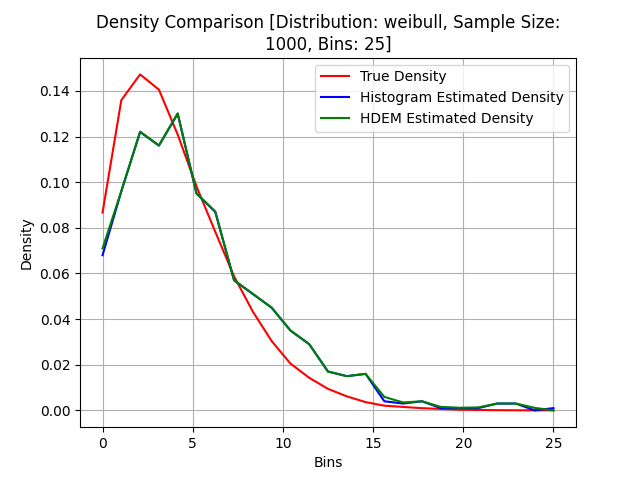 Density Comparison [Distribution: weibull, Sample Size:
1000, Bins: 25]
True Density
Histogram Estimated Density
HDEM Estimated Density
Density
0.14
0.12
0.10
0.08
0.06
0.04
0.02
0.00
0 5 10 15 20 25
Bins